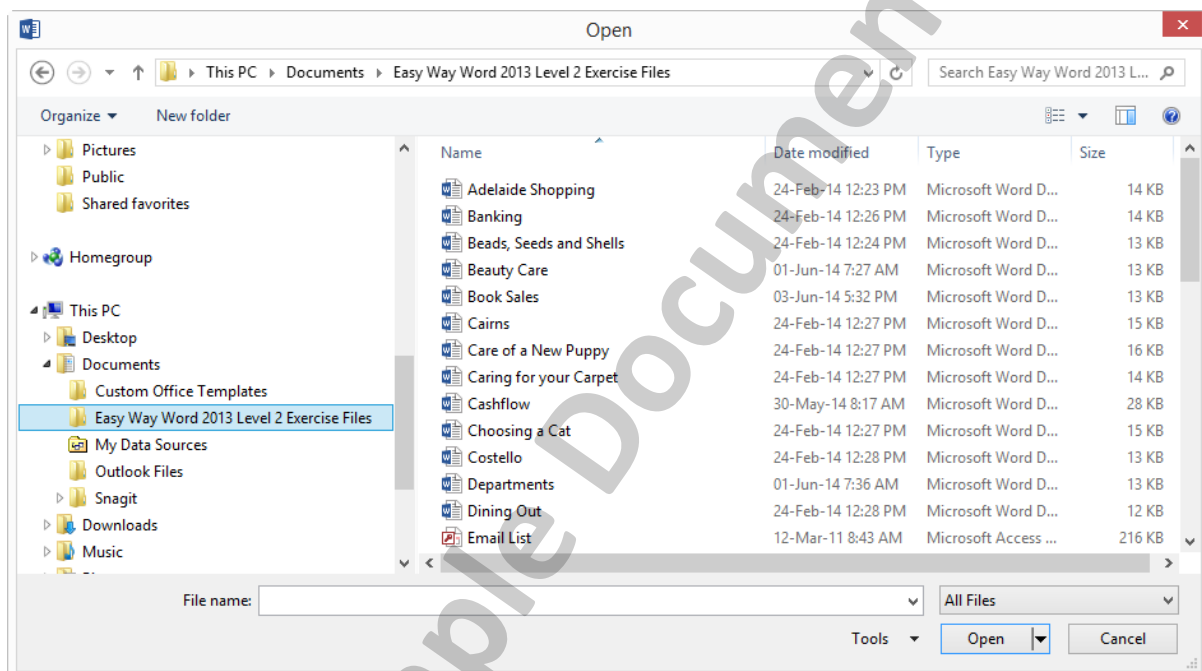 Open
This PC Documents Easy Way Word 2013 Level 2 Exercise Files Search Easy Way Word 2013 L...
Organize New folder
Pictures
Public
Shared favorites
Homegroup
This PC
Desktop
Documents
Custom Office Templates
Easy Way Word 2013 Level 2 Exercise Files
My Data Sources
Outlook Files
Snagit
Downloads
Music
Name Date modified Type Size
Adelaide Shopping 24-Feb-14 12:23 PM Microsoft Word D... 14 KB
Banking 24-Feb-14 12:26 PM Microsoft Word D... 14 KB
Beads, Seeds and Shells 24-Feb-14 12:24 PM Microsoft Word D... 13 KB
Beauty Care 01-Jun-14 7:27 AM Microsoft Word D... 13 KB
Book Sales 03-Jun-14 5:32 PM Microsoft Word D... 13 KB
Cairns 24-Feb-14 12:27 PM Microsoft Word D... 15 KB
Care of a New Puppy 24-Feb-14 12:27 PM Microsoft Word D... 16 KB
Caring for your Carpet 24-Feb-14 12:27 PM Microsoft Word D... 14 KB
Cashflow 30-May-14 8:17 AM Microsoft Word D... 28 KB
Choosing a Cat 24-Feb-14 12:27 PM Microsoft Word D... 15 KB
Costello 24-Feb-14 12:28 PM Microsoft Word D... 13 KB
Departments 01-Jun-14 7:36 AM Microsoft Word D... 13 KB
Dining Out 24-Feb-14 12:28 PM Microsoft Word D... 12 KB
Email List 12-Mar-11 8:43 AM Microsoft Access ... 216 KB
File name: All Files
Tools Open Cancel